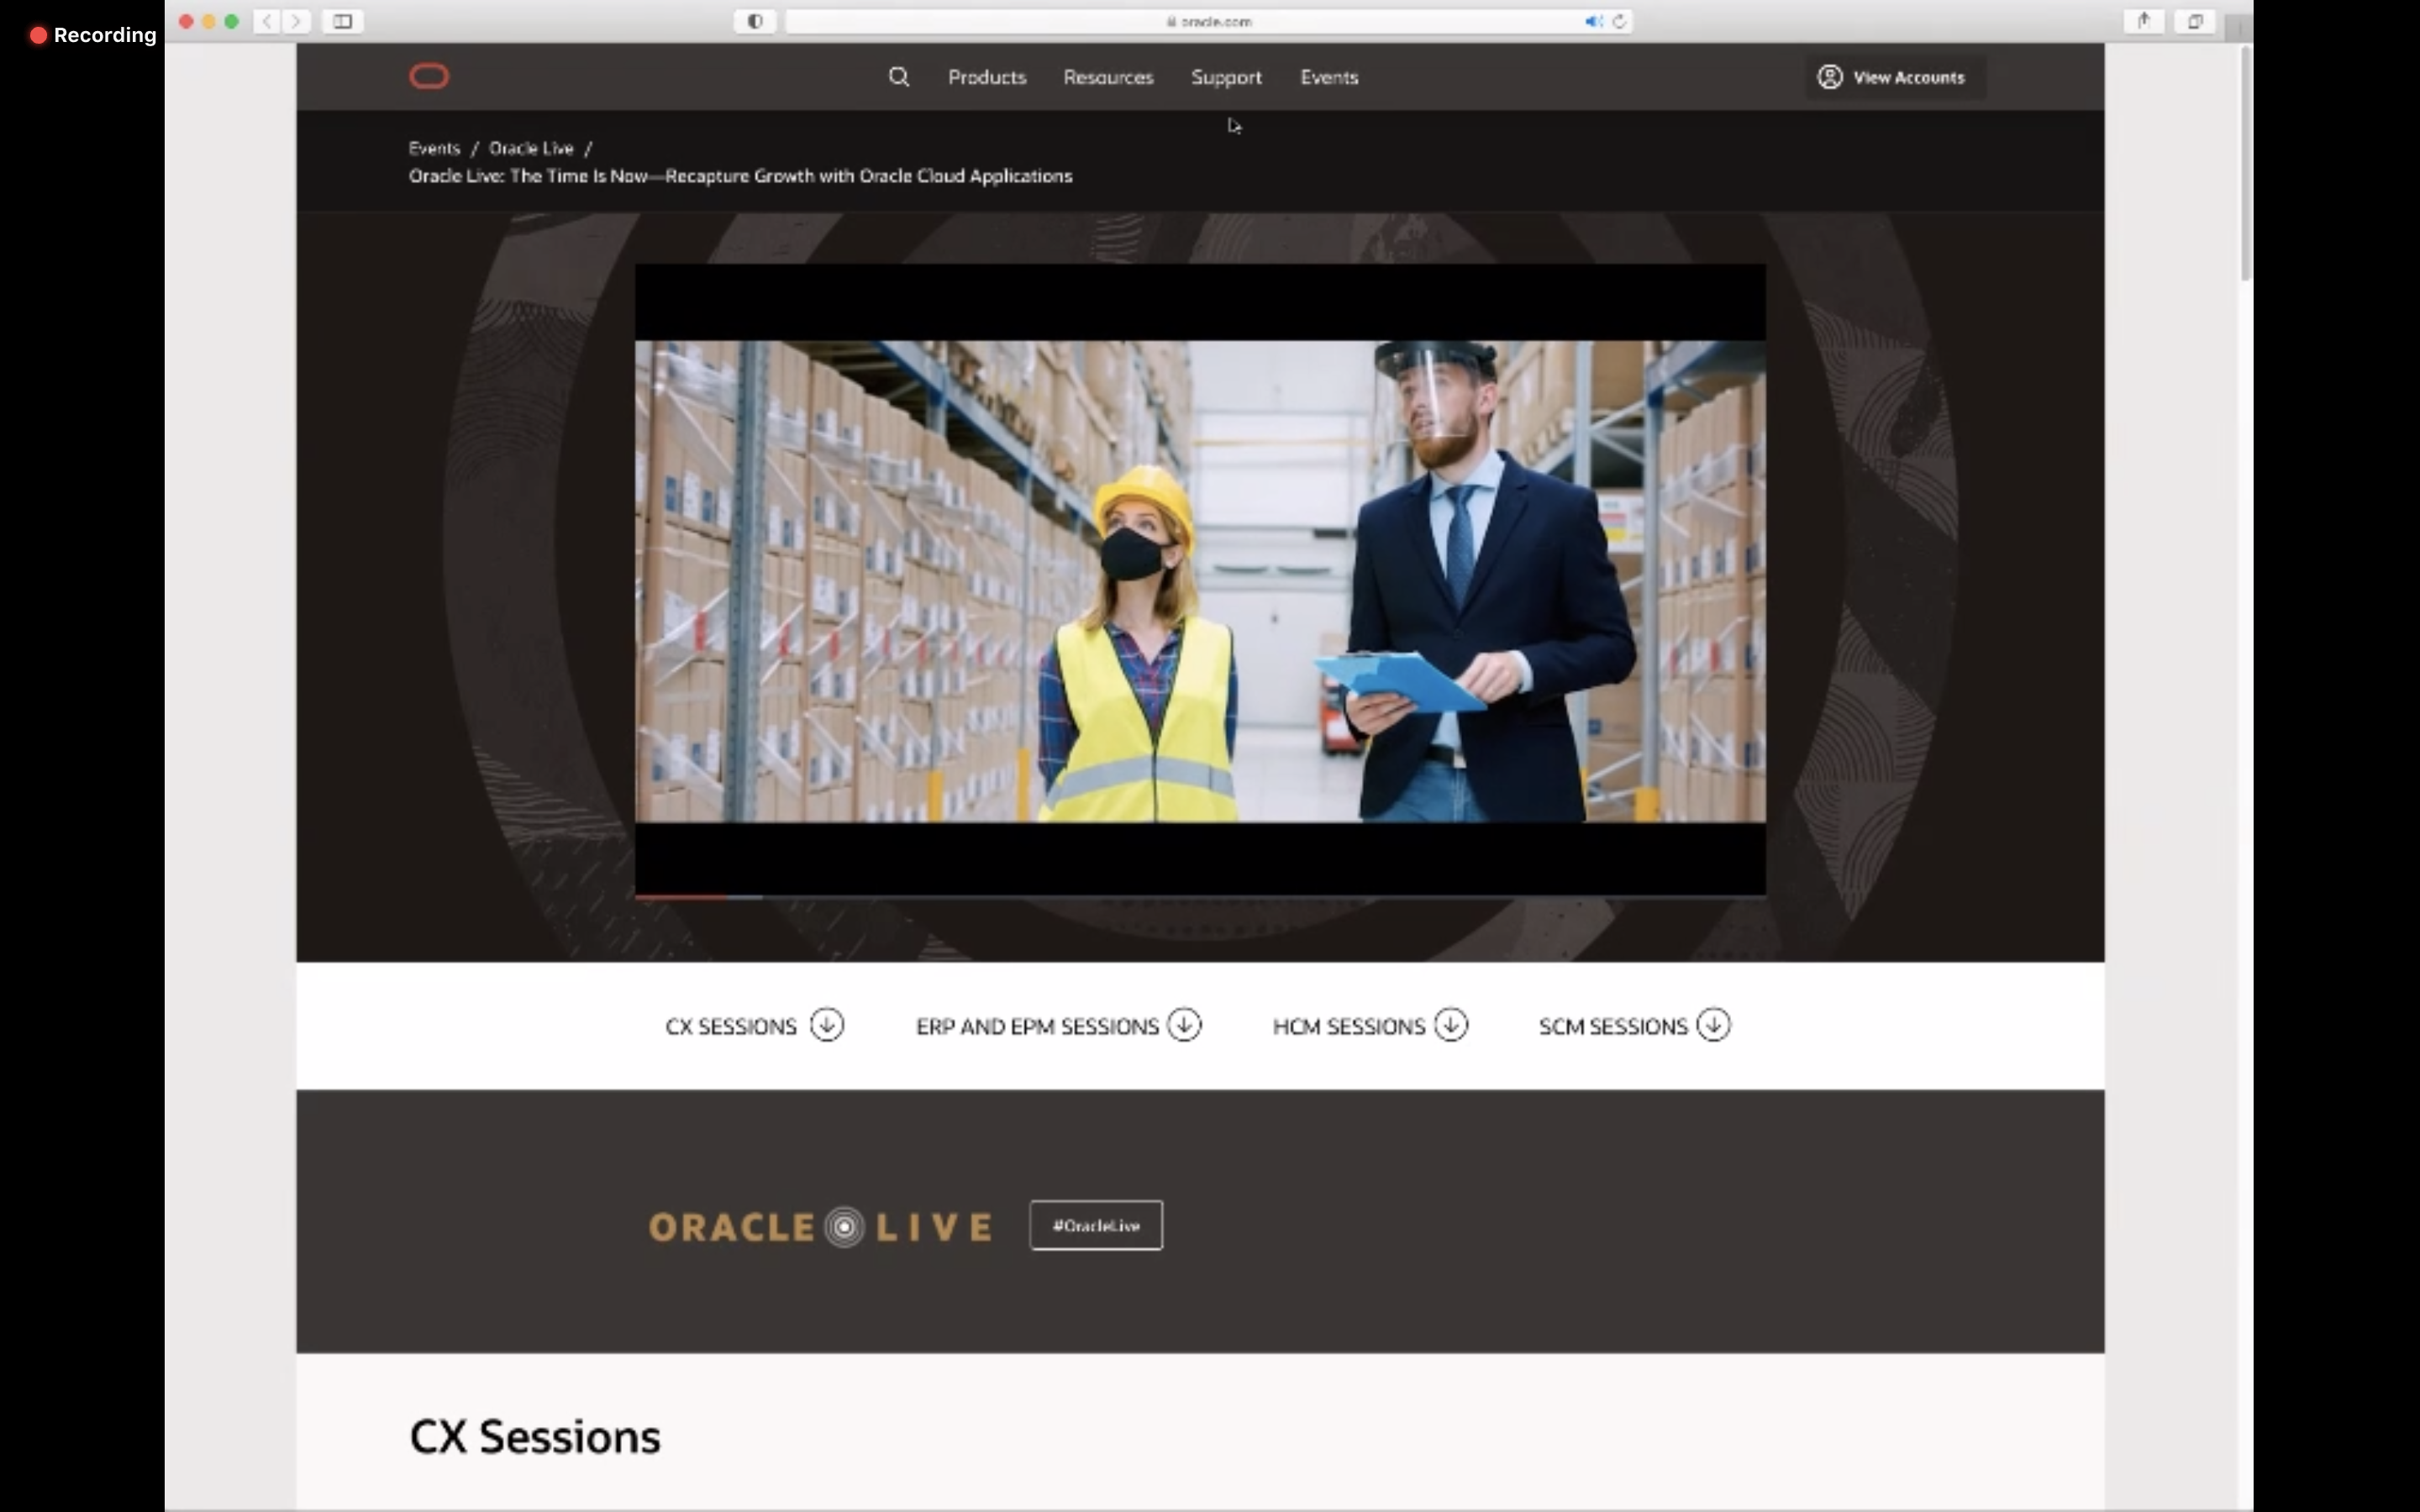 Recording
oracle.com
Products Resources Support Events View Accounts
Events / Oracle Live /
Oracle Live: The Time Is Now—Recapture Growth with Oracle Cloud Applications
CX SESSIONS ERP AND EPM SESSIONS HCM SESSIONS SCM SESSIONS
ORACLE LIVE #OracleLive
CX Sessions